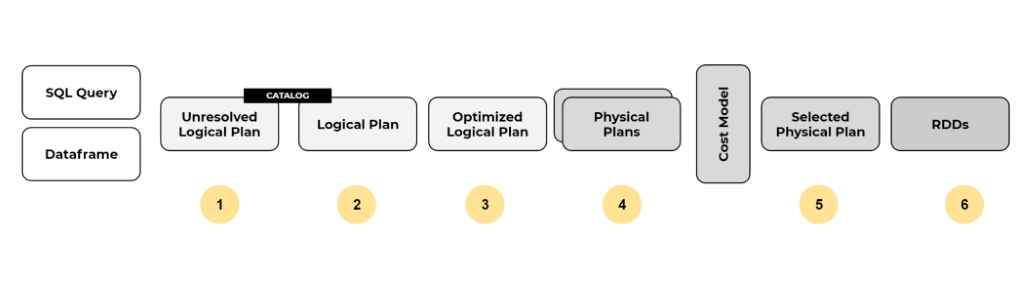 SQL Query
Dataframe
CATALOG
Unresolved
Logical Plan
Logical Plan
Optimized
Logical Plan
Physical
Plans
Cost Model
Selected
Physical Plan
RDDs
1
2
3
4
5
6